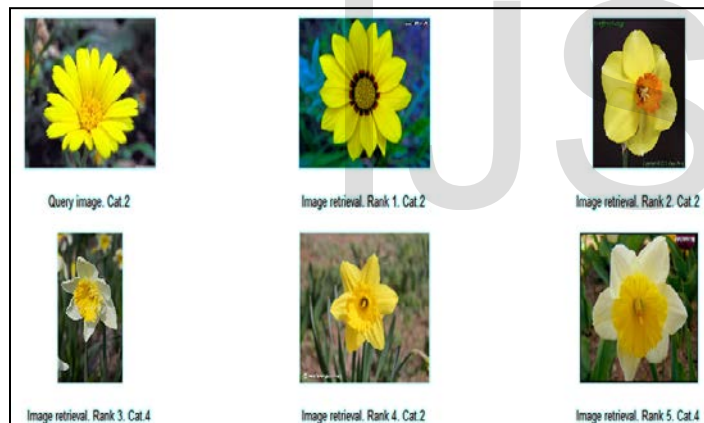 IJS
Query image. Cat.2
Image retrieval. Rank 1. Cat.2
Image retrieval. Rank 2. Cat.2
Image retrieval. Rank 3. Cat.4
Image retrieval. Rank 4. Cat.2
Image retrieval. Rank 5. Cat.4